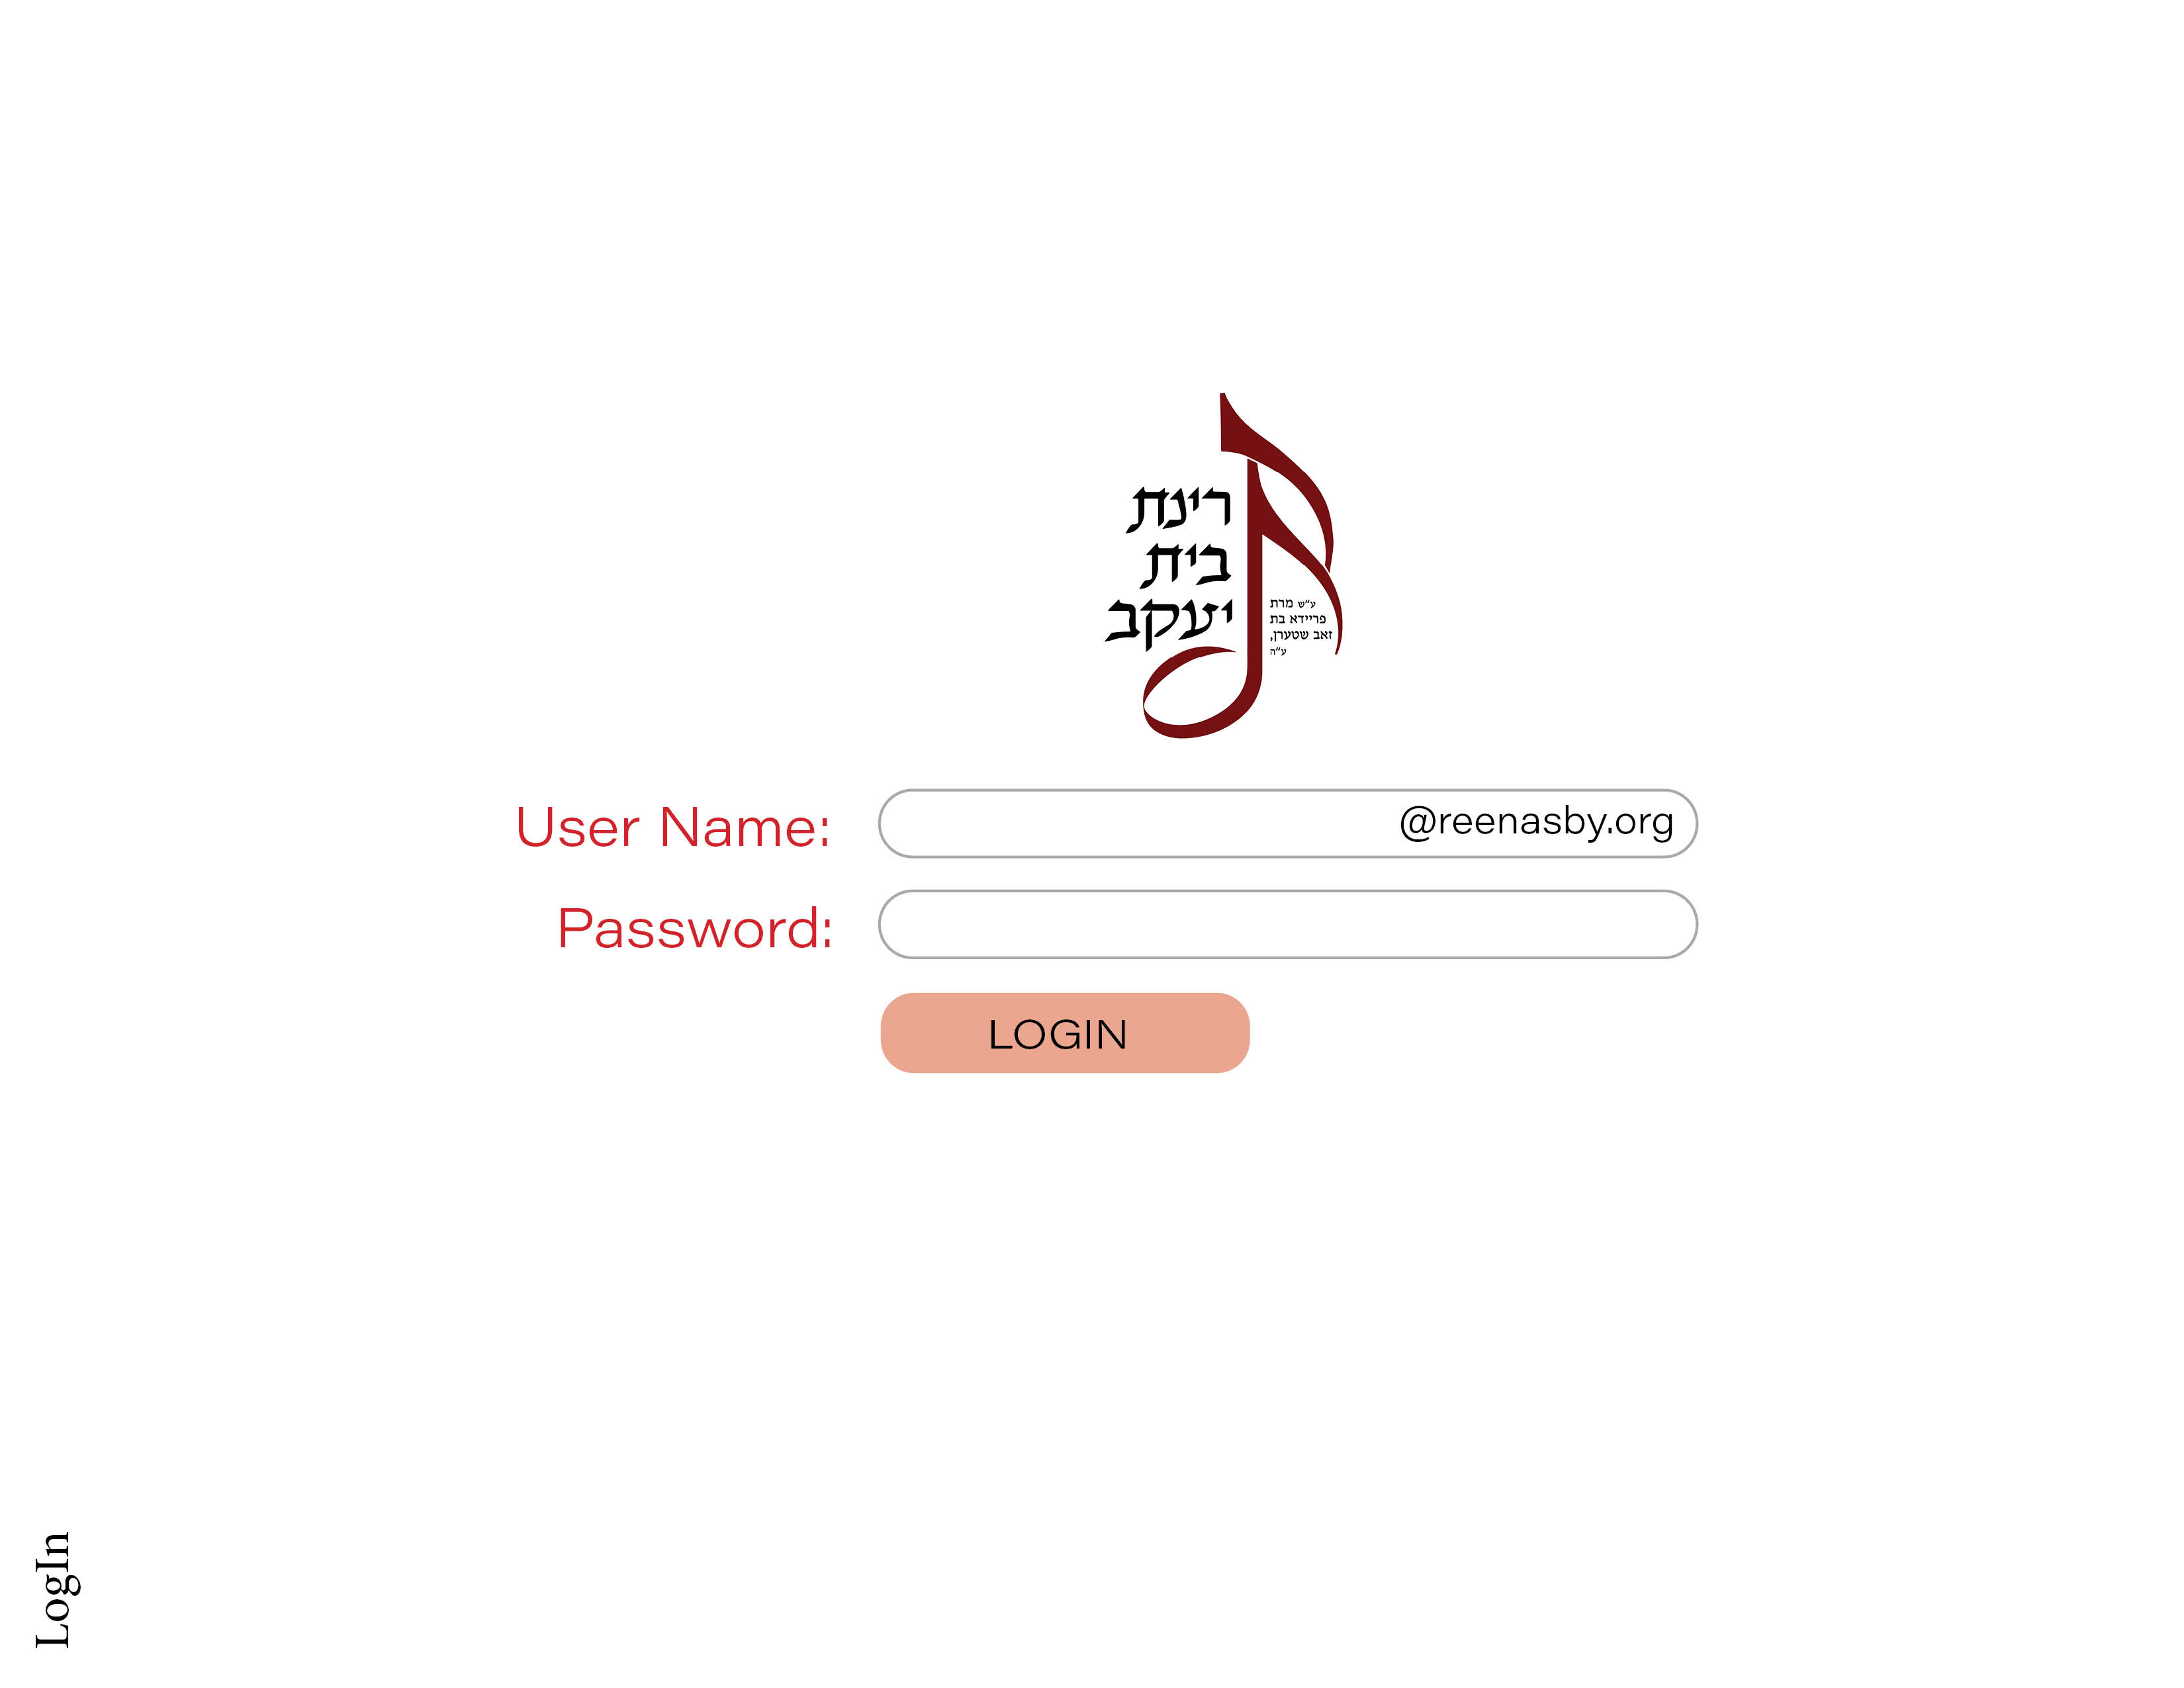 רינת
בית
יעקב
ע"ש מרת
פריידא בת
זאב שטערן,
ע"ה
User Name:
@reenasby.org
Password:
LOGIN
LogIn